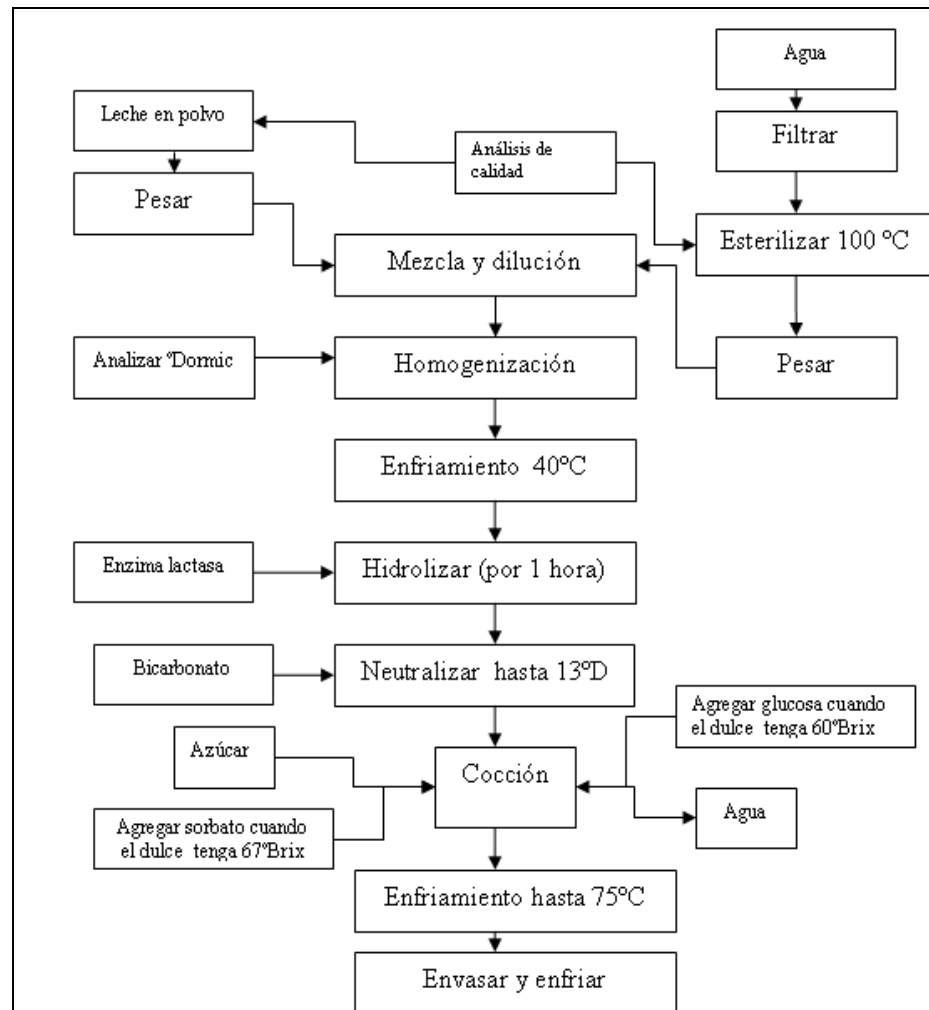 Agua
Leche en polvo
Filtrar
Análisis de
calidad
Pesar
Esterilizar 100 ºC
Mezcla y dilución
Analizar ºDormic
Homogenización
Pesar
Enfriamiento 40ºC
Enzima lactasa
Hidrolizar (por 1 hora)
Bicarbonato
Neutralizar hasta 13ºD
Agregar glucosa cuando
el dulce tenga 60ºBrix
Azúcar
Cocción
Agua
Agregar sorbato cuando
el dulce tenga 67ºBrix
Enfriamiento hasta 75ºC
Envasar y enfriar